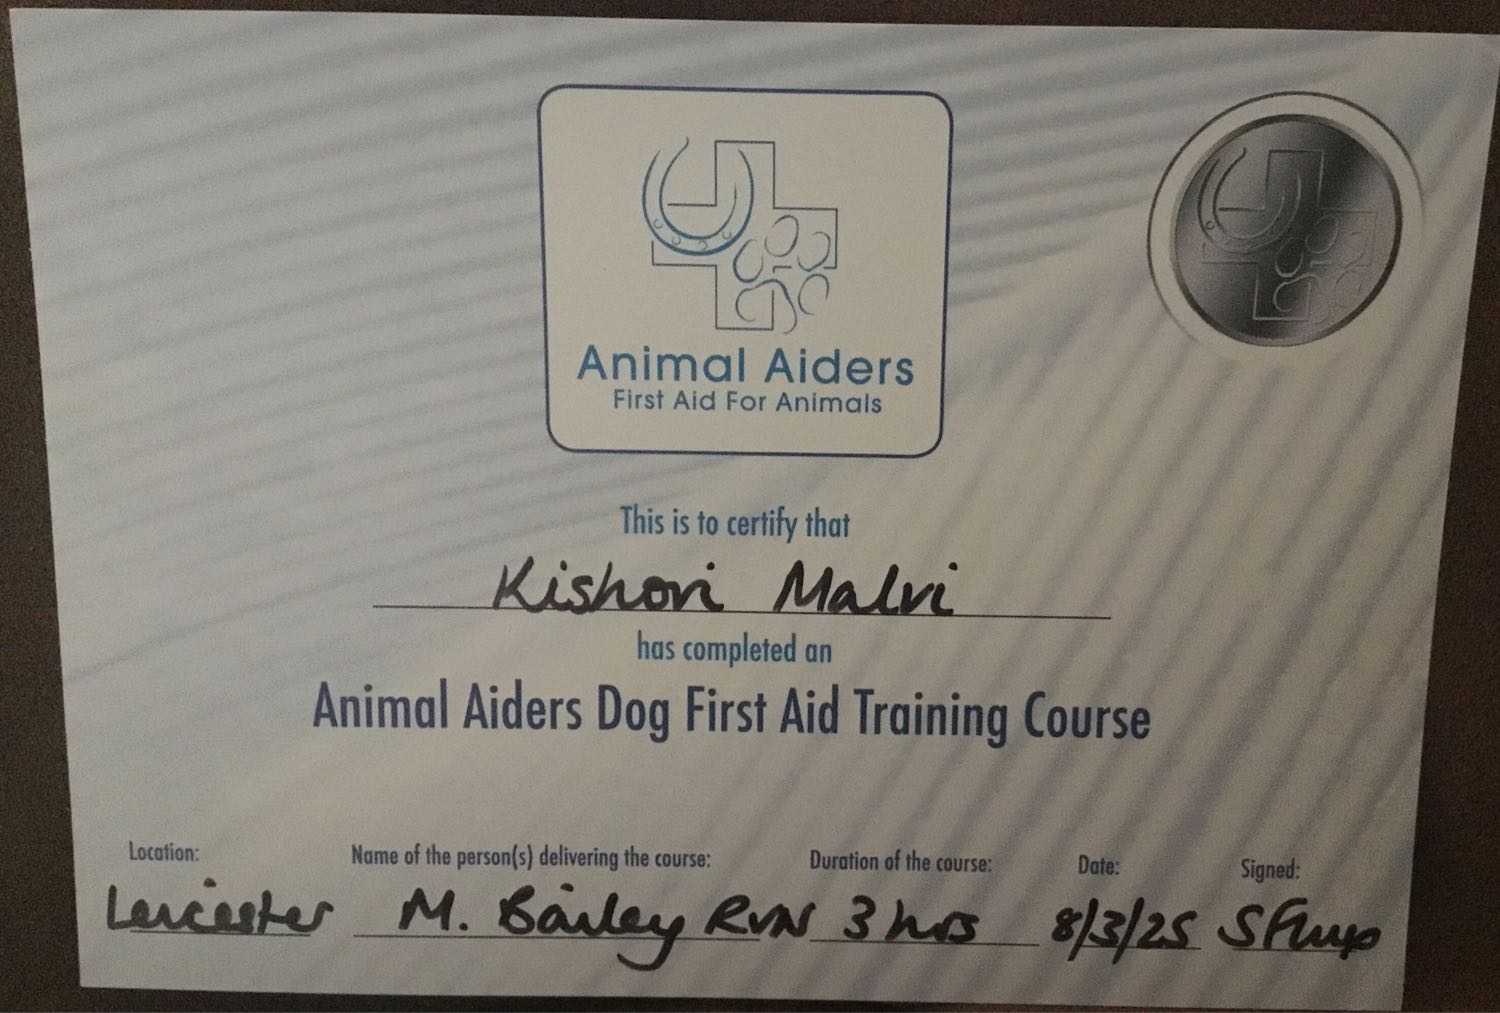 Animal Aiders
First Aid For Animals
This is to certify that
Kishori Malvi
has completed an
Animal Aiders Dog First Aid Training Course
Location: Name of the person(s) delivering the course: Duration of the course: Date: Signed:
Leicester M. Bailey RVN 3 hrs 8/3/25